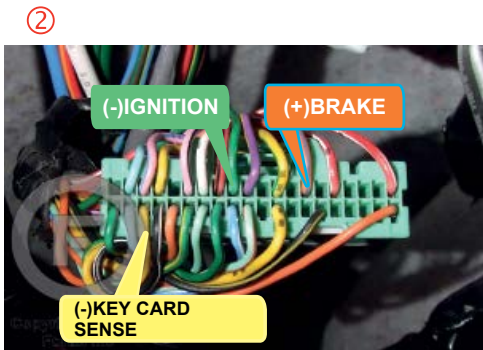 ②
(-)IGNITION
(+)BRAKE
(-)KEY CARD
SENSE